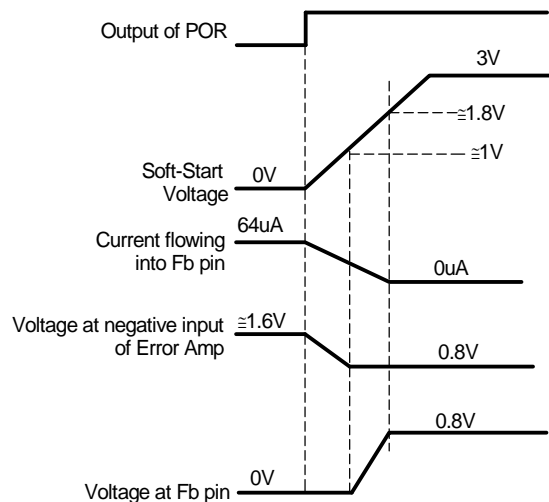 Output of POR
3V
≅1.8V
≅1V
0V
Soft-Start
Voltage
64uA
Current flowing
into Fb pin
0uA
≅1.6V
Voltage at negative input
of Error Amp
0.8V
0.8V
0V
Voltage at Fb pin